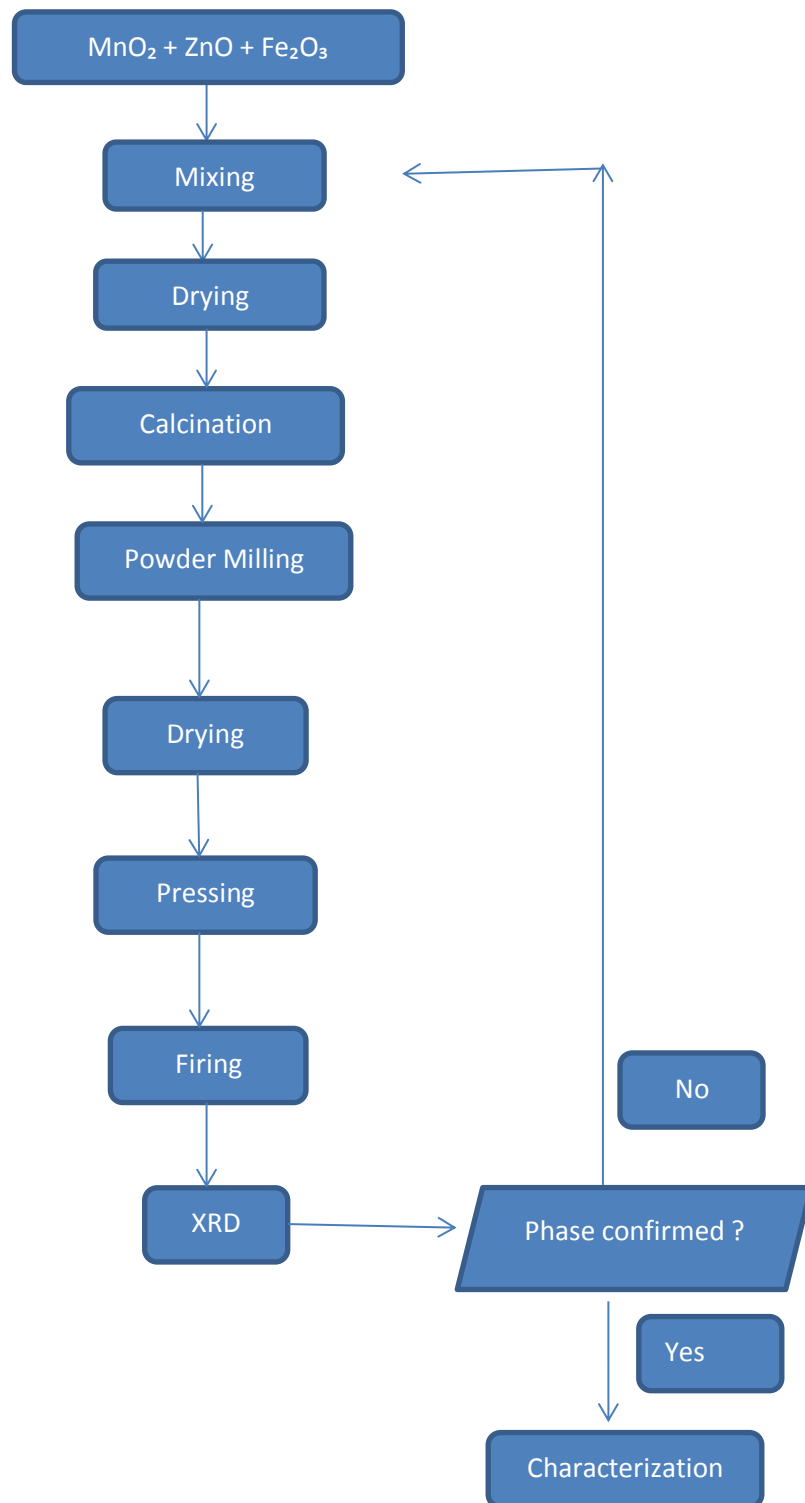 MnO₂ + ZnO + Fe₂O₃
Mixing
Drying
Calcination
Powder Milling
Drying
Pressing
Firing
No
XRD
Phase confirmed ?
Yes
Characterization